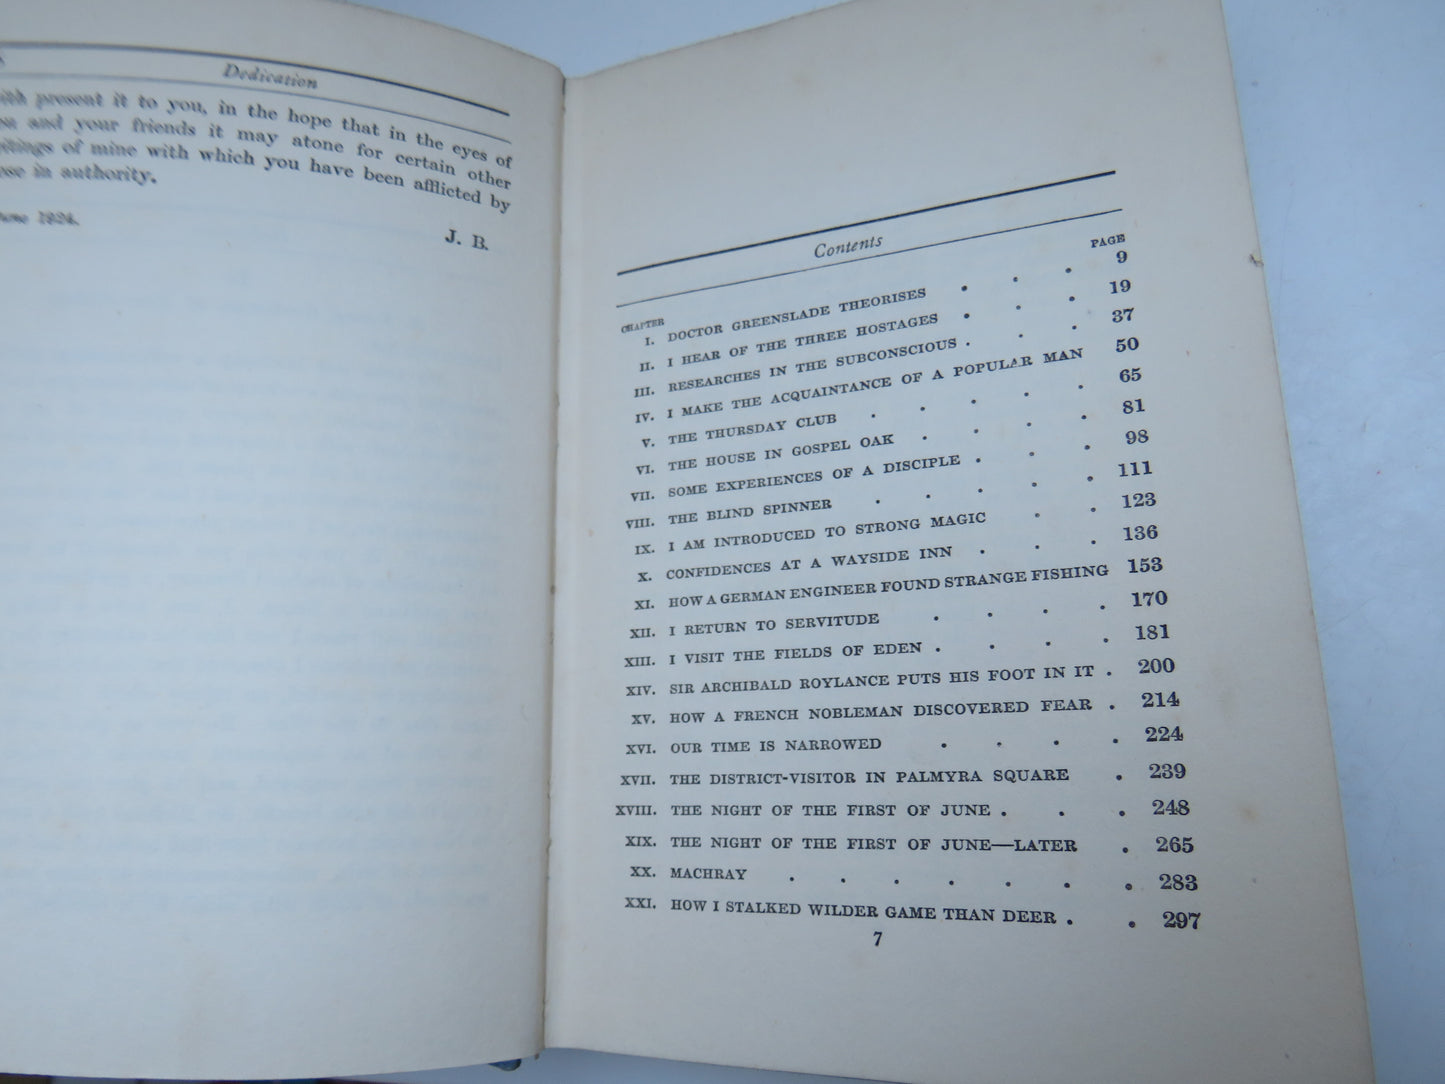 Dedication
present it to you, in the hope that in the eyes of
and your friends it may atone for certain other
of mine with which you have been afflicted by
in authority.
1924.
J. B.
Contents
CHAPTER PAGE
I. DOCTOR GREENSLADE THEORISES . . . 9
II. I HEAR OF THE THREE HOSTAGES . . . 19
III. RESEARCHES IN THE SUBCONSCIOUS . . . 37
IV. I MAKE THE ACQUAINTANCE OF A POPULAR MAN 50
V. THE THURSDAY CLUB . . . . . 65
VI. THE HOUSE IN GOSPEL OAK . . . . 81
VII. SOME EXPERIENCES OF A DISCIPLE . . . 98
VIII. THE BLIND SPINNER . . . . . 111
IX. I AM INTRODUCED TO STRONG MAGIC . . 123
X. CONFIDENCES AT A WAYSIDE INN . . . 136
XI. HOW A GERMAN ENGINEER FOUND STRANGE FISHING 153
XII. I RETURN TO SERVITUDE . . . . 170
XIII. I VISIT THE FIELDS OF EDEN . . . . 181
XIV. SIR ARCHIBALD ROYLANCE PUTS HIS FOOT IN IT . 200
XV. HOW A FRENCH NOBLEMAN DISCOVERED FEAR . 214
XVI. OUR TIME IS NARROWED . . . . 224
XVII. THE DISTRICT-VISITOR IN PALMYRA SQUARE . 239
XVIII. THE NIGHT OF THE FIRST OF JUNE . . . 248
XIX. THE NIGHT OF THE FIRST OF JUNE—LATER . 265
XX. MACHRAY . . . . . . . 283
XXI. HOW I STALKED WILDER GAME THAN DEER . . 297
7